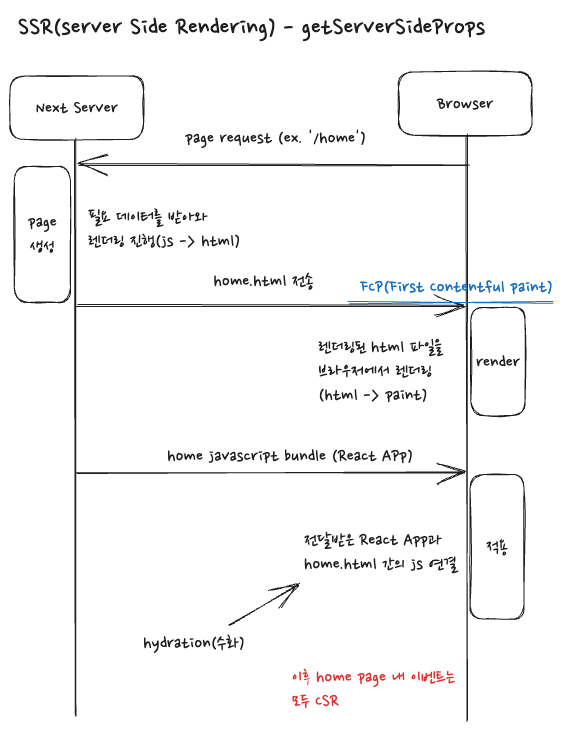 SSR(server Side Rendering) - getServerSideProps
Next Server
Browser
page request (ex. '/home')
page
생성
필요 데이터를 받아와
렌더링 진행(js -> html)
home.html 전송
FCP(First contentful paint)
렌더링된 html 파일을
브라우저에서 렌더링
(html -> paint)
render
home javascript bundle (React APP)
전달받은 React App과
home.html 간의 js 연결
적용
hydration(수화)
이후 home page 내 이벤트는
모두 CSR